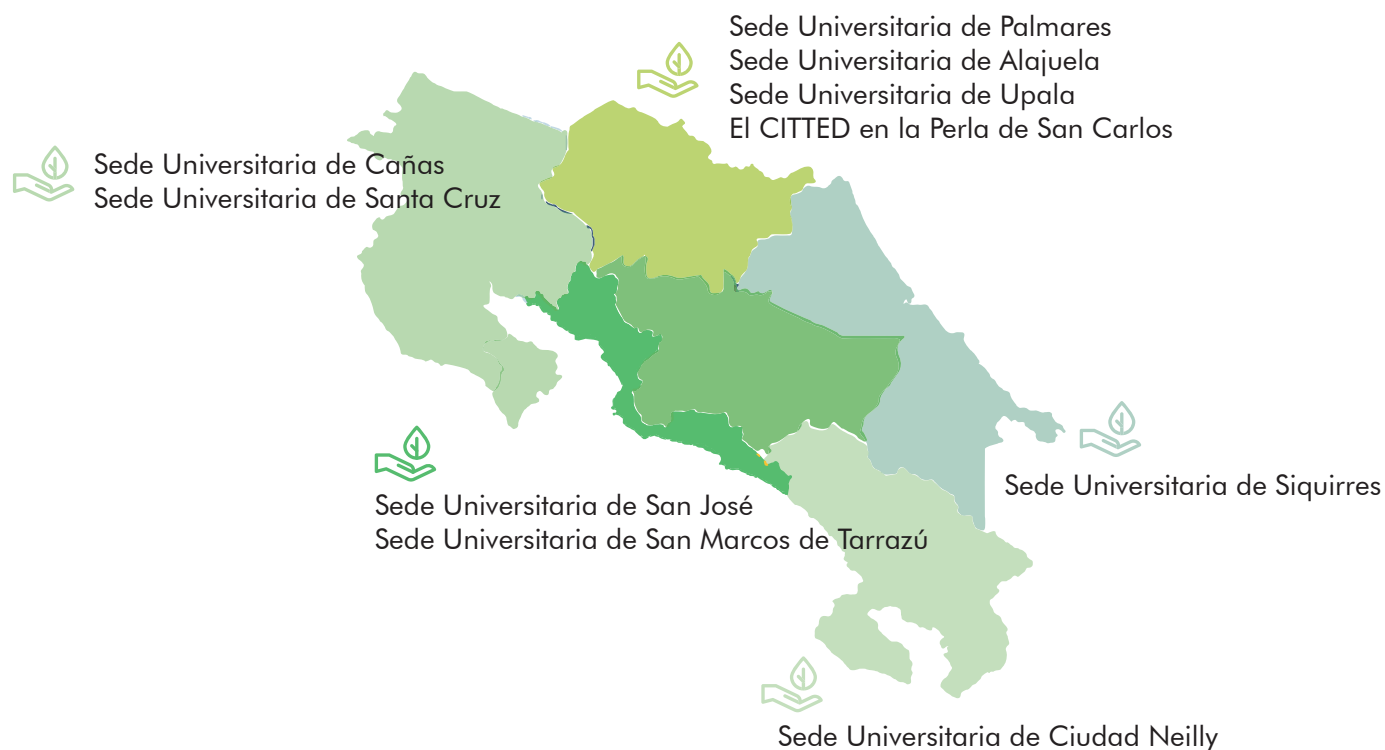 Sede Universitaria de Palmares
Sede Universitaria de Alajuela
Sede Universitaria de Upala
El CITTED en la Perla de San Carlos
Sede Universitaria de Cañas
Sede Universitaria de Santa Cruz
Sede Universitaria de Siquirres
Sede Universitaria de San José
Sede Universitaria de San Marcos de Tarrazú
Sede Universitaria de Ciudad Neilly